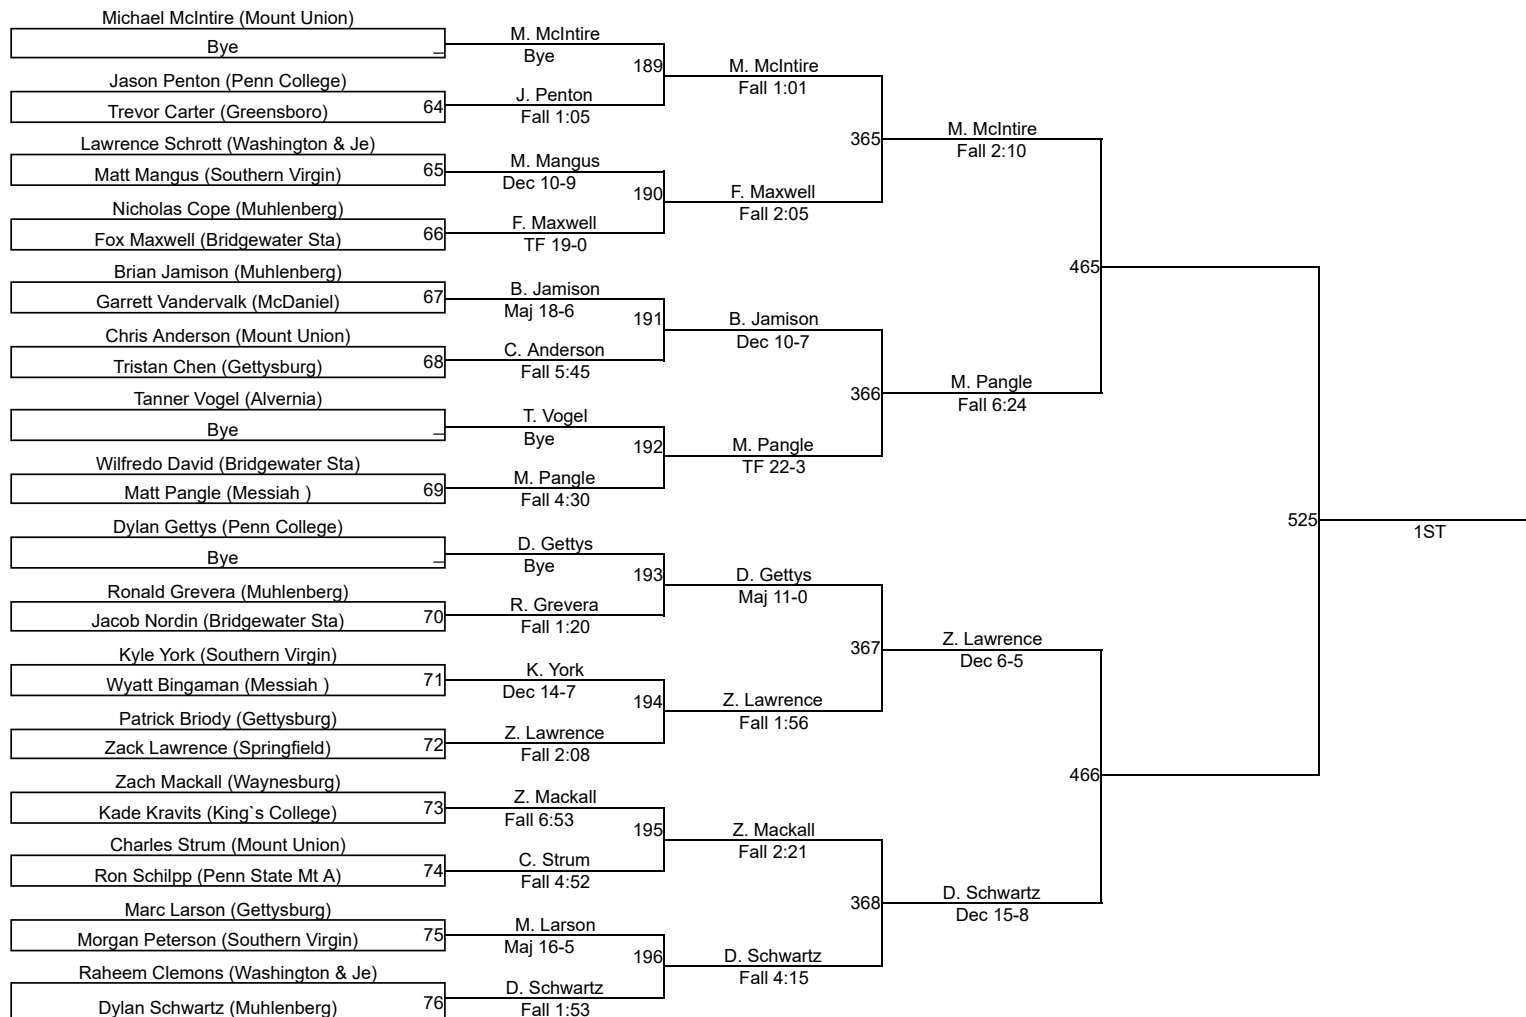 Michael McIntire (Mount Union)
Bye _
Jason Penton (Penn College)
Trevor Carter (Greensboro) 64
Lawrence Schrott (Washington & Je)
Matt Mangus (Southern Virgin) 65
Nicholas Cope (Muhlenberg)
Fox Maxwell (Bridgewater Sta) 66
Brian Jamison (Muhlenberg)
Garrett Vandervalk (McDaniel) 67
Chris Anderson (Mount Union)
Tristan Chen (Gettysburg) 68
Tanner Vogel (Alvernia)
Bye _
Wilfredo David (Bridgewater Sta)
Matt Pangle (Messiah ) 69
Dylan Gettys (Penn College)
Bye _
Ronald Grevera (Muhlenberg)
Jacob Nordin (Bridgewater Sta) 70
Kyle York (Southern Virgin)
Wyatt Bingaman (Messiah ) 71
Patrick Briody (Gettysburg)
Zack Lawrence (Springfield) 72
Zach Mackall (Waynesburg)
Kade Kravits (King`s College) 73
Charles Strum (Mount Union)
Ron Schilpp (Penn State Mt A) 74
Marc Larson (Gettysburg)
Morgan Peterson (Southern Virgin) 75
Raheem Clemons (Washington & Je)
Dylan Schwartz (Muhlenberg) 76
M. McIntire
Bye
189
J. Penton
Fall 1:05
M. Mangus
Dec 10-9
190
F. Maxwell
TF 19-0
B. Jamison
Maj 18-6
191
C. Anderson
Fall 5:45
T. Vogel
Bye
192
M. Pangle
Fall 4:30
D. Gettys
Bye
193
R. Grevera
Fall 1:20
K. York
Dec 14-7
194
Z. Lawrence
Fall 2:08
Z. Mackall
Fall 6:53
195
C. Strum
Fall 4:52
M. Larson
Maj 16-5
196
D. Schwartz
Fall 1:53
M. McIntire
Fall 1:01
365
F. Maxwell
Fall 2:05
B. Jamison
Dec 10-7
366
M. Pangle
TF 22-3
D. Gettys
Maj 11-0
367
Z. Lawrence
Fall 1:56
Z. Mackall
Fall 2:21
368
D. Schwartz
Fall 4:15
M. McIntire
Fall 2:10
465
M. Pangle
Fall 6:24
Z. Lawrence
Dec 6-5
466
D. Schwartz
Dec 15-8
525
1ST